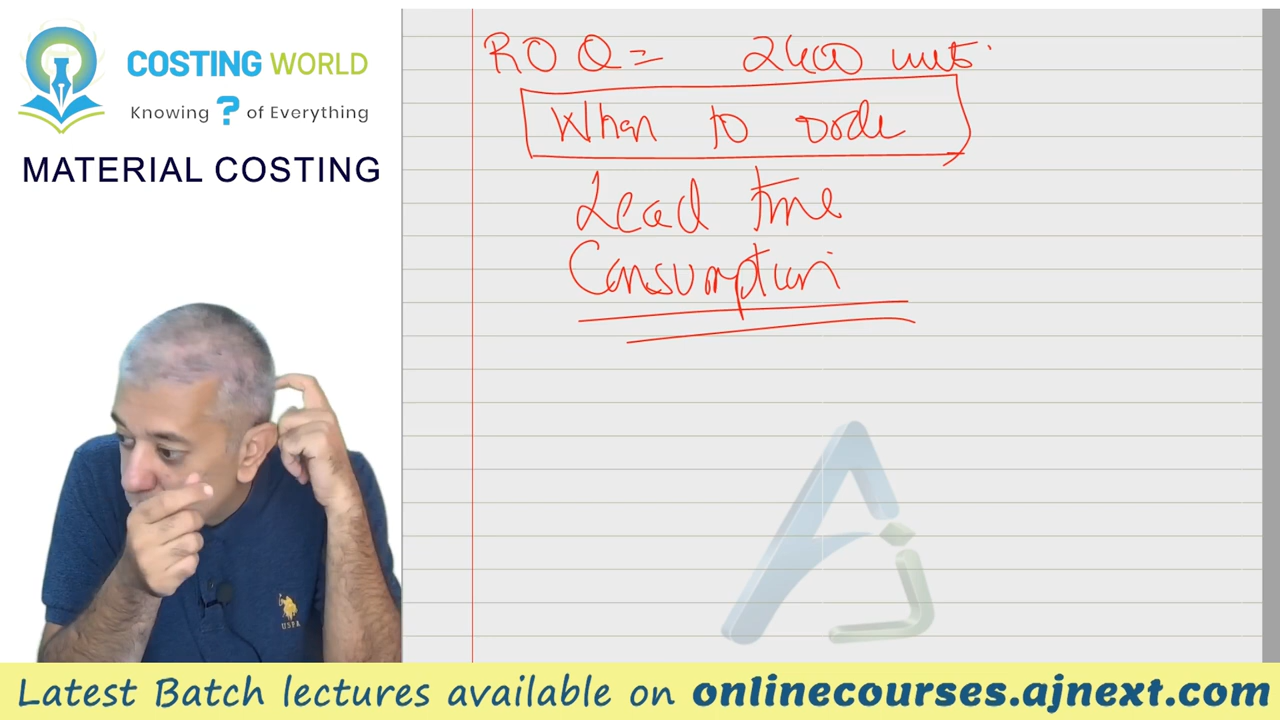 COSTING WORLD
Knowing ? of Everything
MATERIAL COSTING
ROQ = 2400 units
When to orde
Lead time
Consumption
USPA
Latest Batch lectures available on onlinecourses.ajnext.com